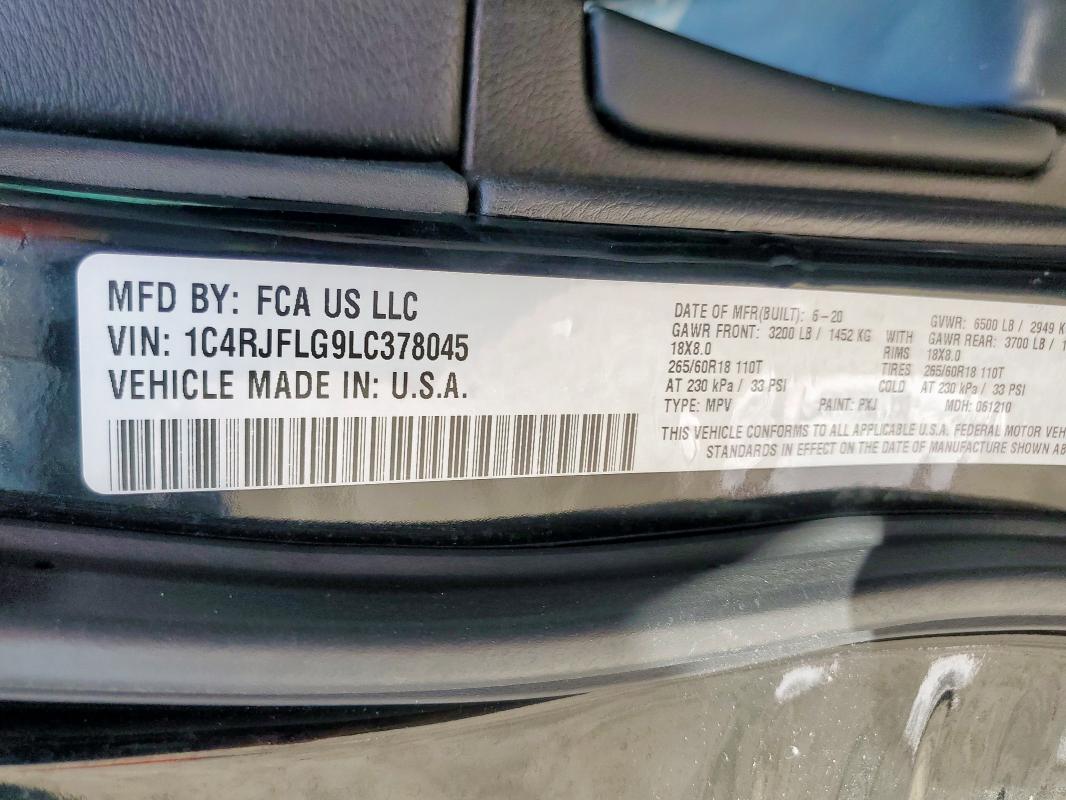 MFD BY: FCA US LLC
VIN: 1C4RJFLG9LC378045
VEHICLE MADE IN: U.S.A.
DATE OF MFR(BUILT): 6-20 GVWR: 6500 LB / 2949 K
GAWR FRONT: 3200 LB / 1452 KG WITH GAWR REAR: 3700 LB /
18X8.0 RIMS 18X8.0
265/60R18 110T TIRES 265/60R18 110T
AT 230 kPa / 33 PSI COLD AT 230 kPa / 33 PSI
TYPE: MPV PAINT: PXJ MDH: 061210
THIS VEHICLE CONFORMS TO ALL APPLICABLE U.S.A. FEDERAL MOTOR VEH
STANDARDS IN EFFECT ON THE DATE OF MANUFACTURE SHOWN AB